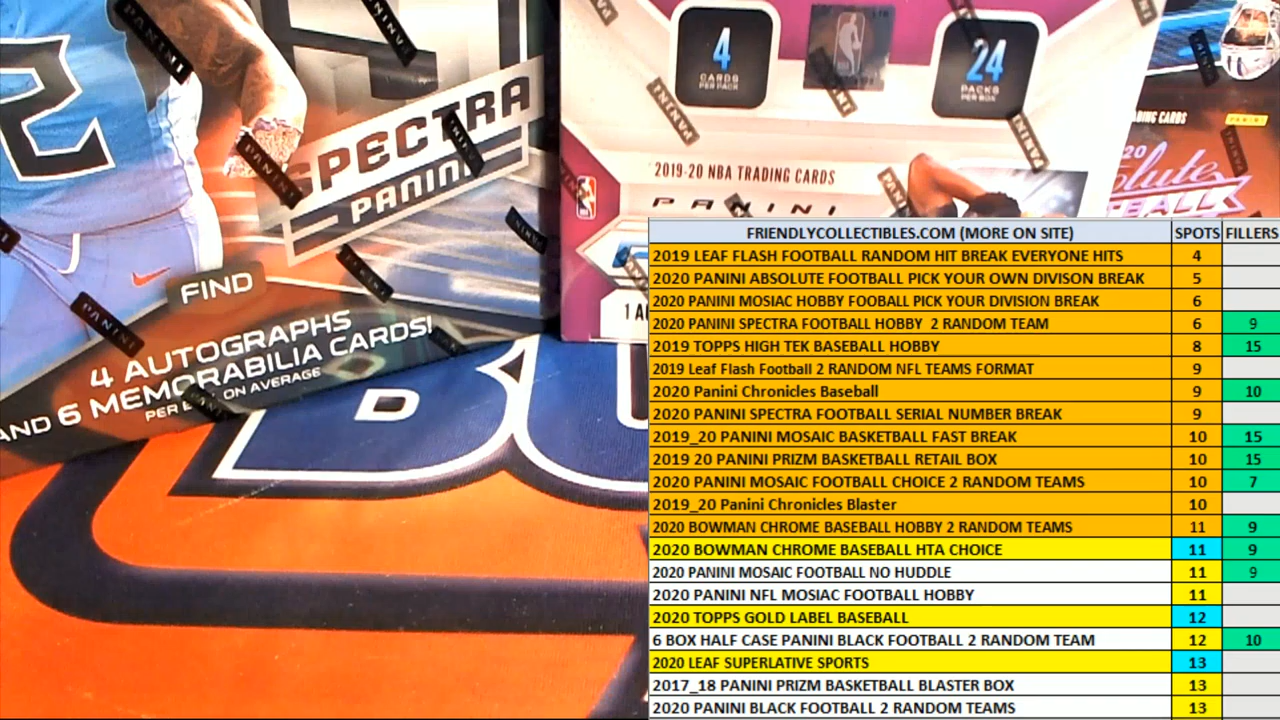 SPECTRA
PANINI
FIND
4 AUTOGRAPHS
AND 6 MEMORABILIA CARDS!
ON AVERAGE
4
CARDS
PER PACK
24
PACKS
PER BOX
2019-20 NBA TRADING CARDS
PANINI
PANINI
FRIENDLYCOLLECTIBLES.COM (MORE ON SITE) SPOTS FILLERS
2019 LEAF FLASH FOOTBALL RANDOM HIT BREAK EVERYONE HITS 4
2020 PANINI ABSOLUTE FOOTBALL PICK YOUR OWN DIVISON BREAK 5
2020 PANINI MOSIAC HOBBY FOOBALL PICK YOUR DIVISION BREAK 6
2020 PANINI SPECTRA FOOTBALL HOBBY 2 RANDOM TEAM 6 9
2019 TOPPS HIGH TEK BASEBALL HOBBY 8 15
2019 Leaf Flash Football 2 RANDOM NFL TEAMS FORMAT 9
2020 Panini Chronicles Baseball 9 10
2020 PANINI SPECTRA FOOTBALL SERIAL NUMBER BREAK 9
2019_20 PANINI MOSAIC BASKETBALL FAST BREAK 10 15
2019 20 PANINI PRIZM BASKETBALL RETAIL BOX 10 15
2020 PANINI MOSAIC FOOTBALL CHOICE 2 RANDOM TEAMS 10 7
2019_20 Panini Chronicles Blaster 10
2020 BOWMAN CHROME BASEBALL HOBBY 2 RANDOM TEAMS 11 9
2020 BOWMAN CHROME BASEBALL HTA CHOICE 11 9
2020 PANINI MOSAIC FOOTBALL NO HUDDLE 11 9
2020 PANINI NFL MOSIAC FOOTBALL HOBBY 11
2020 TOPPS GOLD LABEL BASEBALL 12
6 BOX HALF CASE PANINI BLACK FOOTBALL 2 RANDOM TEAM 12 10
2020 LEAF SUPERLATIVE SPORTS 13
2017_18 PANINI PRIZM BASKETBALL BLASTER BOX 13
2020 PANINI BLACK FOOTBALL 2 RANDOM TEAMS 13